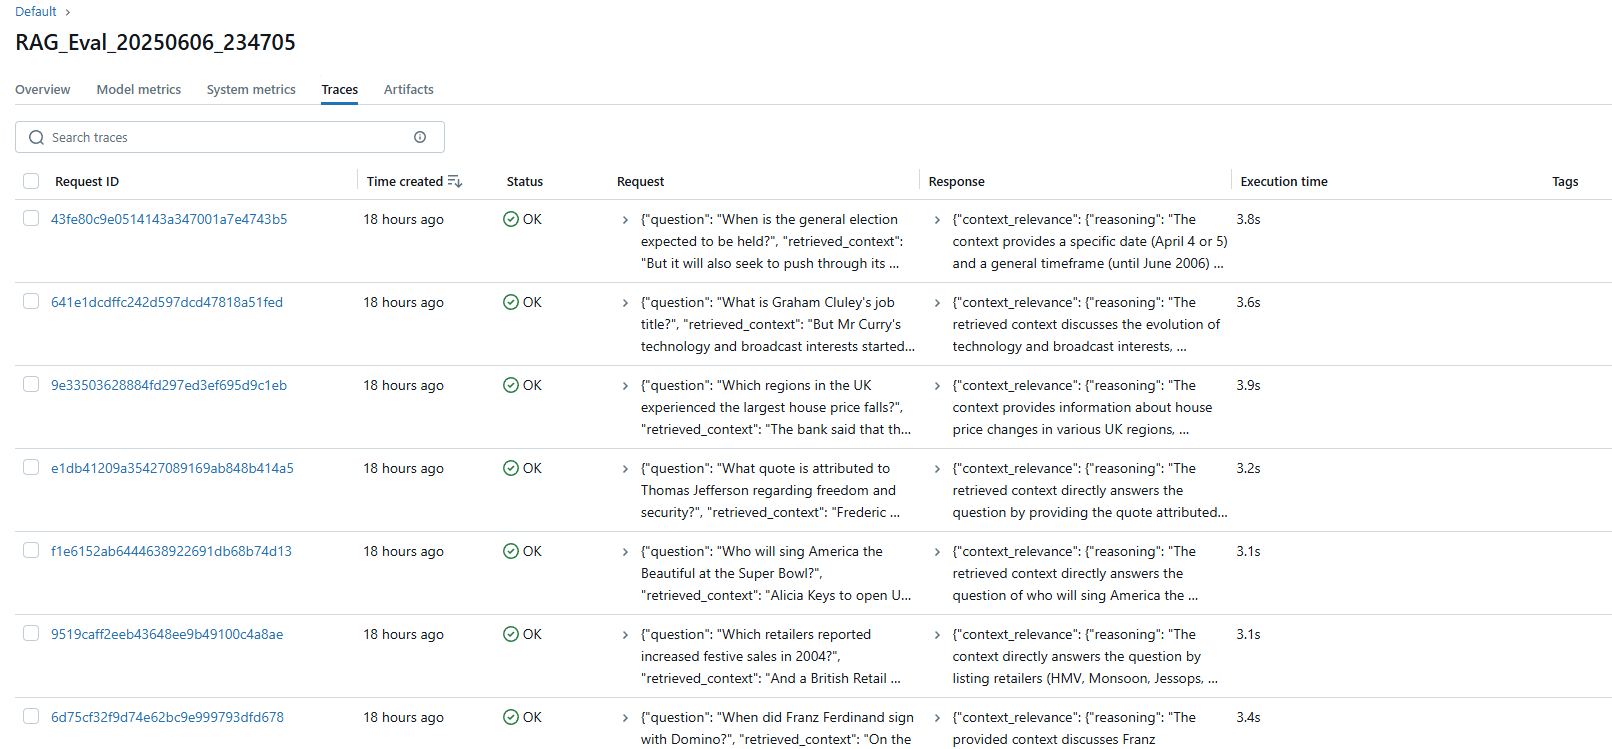 Default
RAG_Eval_20250606_234705
Overview Model metrics System metrics Traces Artifacts
Search traces
Request ID Time created Status Request Response Execution time Tags
43fe80c9e0514143a347001a7e4743b5 18 hours ago OK {"question": "When is the general election {"context_relevance": {"reasoning": "The 3.8s
expected to be held?", "retrieved_context": context provides a specific date (April 4 or 5)
"But it will also seek to push through its ... and a general timeframe (until June 2006) ...
641e1dcdffc242d597dcd47818a51fed 18 hours ago OK {"question": "What is Graham Cluley's job {"context_relevance": {"reasoning": "The 3.6s
title?", "retrieved_context": "But Mr Curry's retrieved context discusses the evolution of
technology and broadcast interests started... technology and broadcast interests, ...
9e33503628884fd297ed3ef695d9c1eb 18 hours ago OK {"question": "Which regions in the UK {"context_relevance": {"reasoning": "The 3.9s
experienced the largest house price falls?", context provides information about house
"retrieved_context": "The bank said that th... price changes in various UK regions, ...
e1db41209a35427089169ab848b414a5 18 hours ago OK {"question": "What quote is attributed to {"context_relevance": {"reasoning": "The 3.2s
Thomas Jefferson regarding freedom and retrieved context directly answers the
security?", "retrieved_context": "Frederic ... question by providing the quote attributed...
f1e6152ab6444638922691db68b74d13 18 hours ago OK {"question": "Who will sing America the {"context_relevance": {"reasoning": "The 3.1s
Beautiful at the Super Bowl?", retrieved context directly answers the
"retrieved_context": "Alicia Keys to open U... question of who will sing America the ...
9519caff2eeb43648ee9b49100c4a8ae 18 hours ago OK {"question": "Which retailers reported {"context_relevance": {"reasoning": "The 3.1s
increased festive sales in 2004?", context directly answers the question by
"retrieved_context": "And a British Retail ... listing retailers (HMV, Monsoon, Jessops, ...
6d75cf32f9d74e62bc9e999793dfd678 18 hours ago OK {"question": "When did Franz Ferdinand sign {"context_relevance": {"reasoning": "The 3.4s
with Domino?", "retrieved_context": "On the provided context discusses Franz